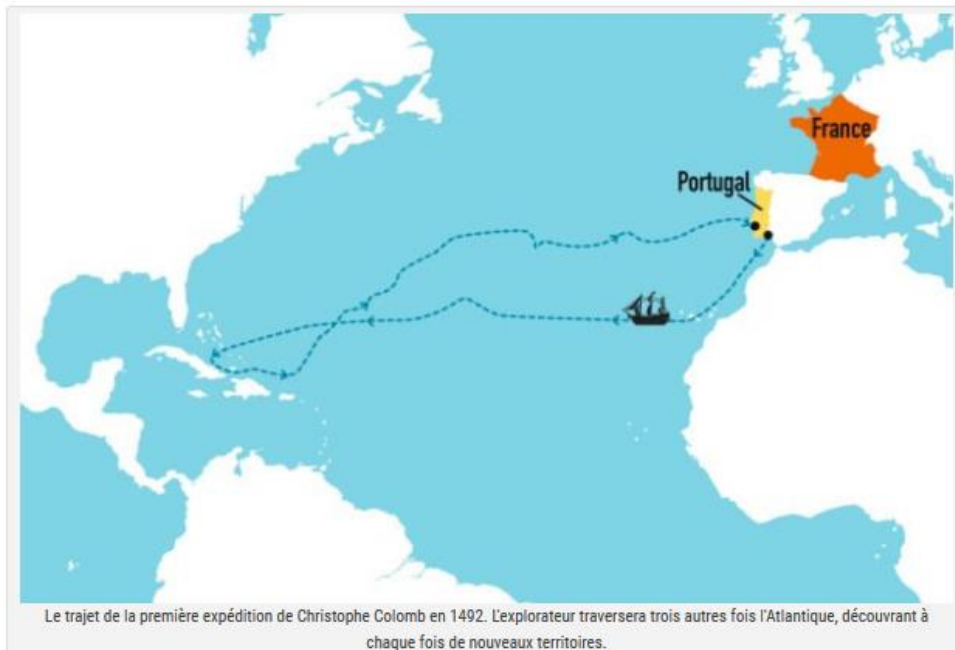 France
Portugal
Le trajet de la première expédition de Christophe Colomb en 1492. L'explorateur traversera trois autres fois l'Atlantique, découvrant à
chaque fois de nouveaux territoires.